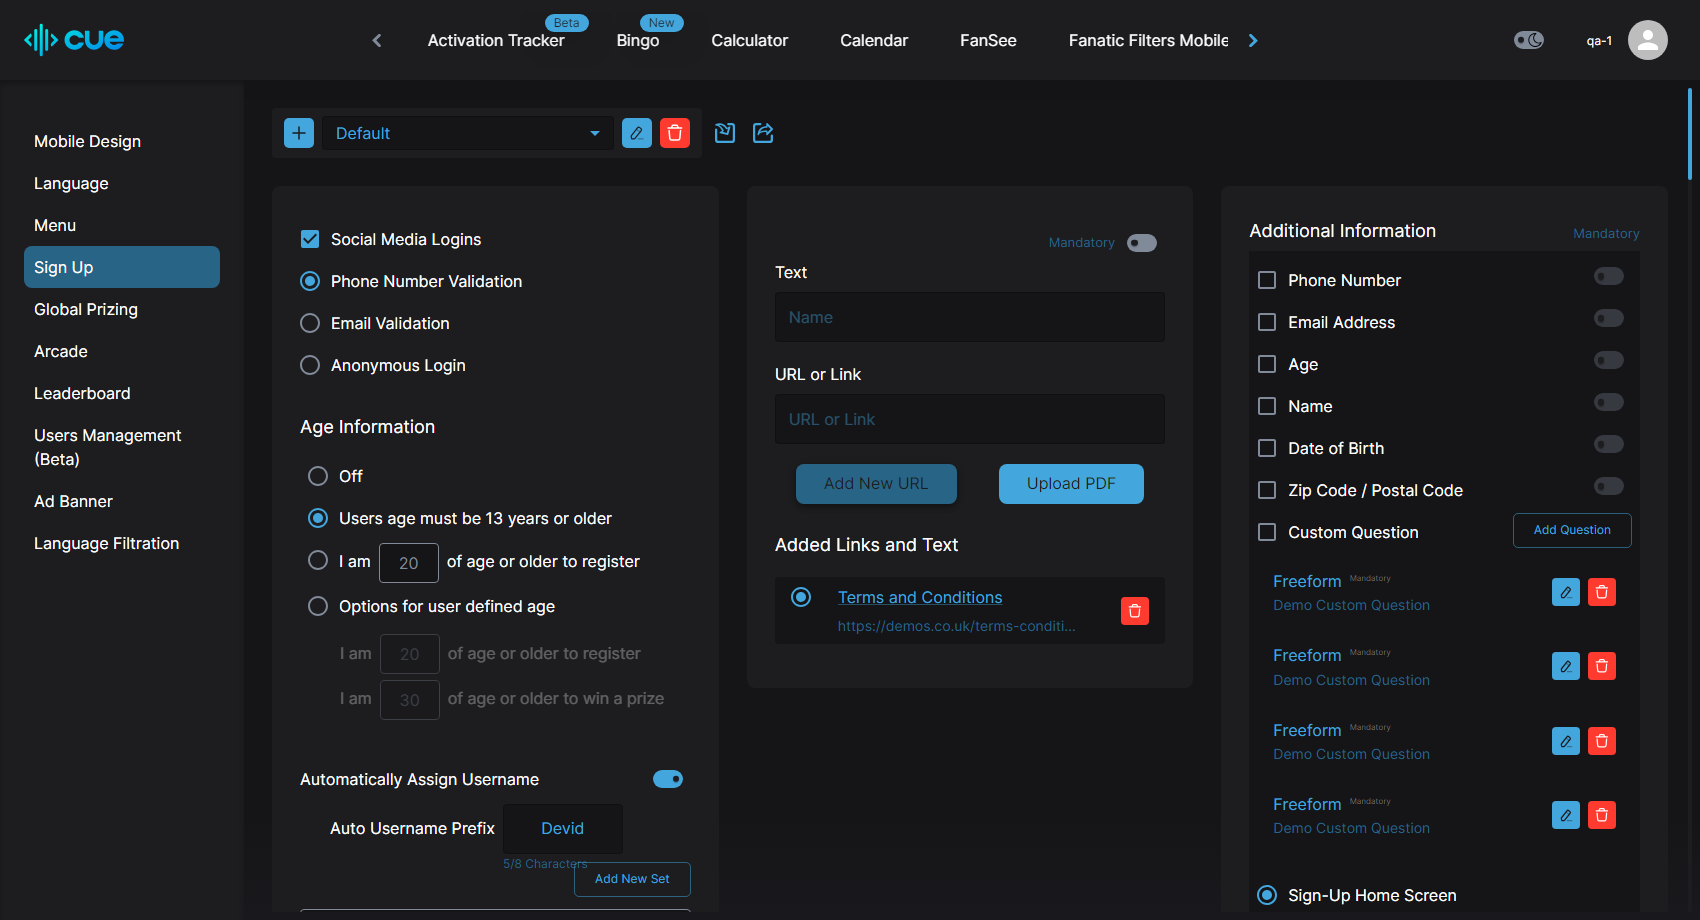 cue
Activation Tracker
Beta
Bingo
New
Calculator
Calendar
FanSee
Fanatic Filters Mobile
qa-1
Mobile Design
Language
Menu
Sign Up
Global Prizing
Arcade
Leaderboard
Users Management
(Beta)
Ad Banner
Language Filtration
Default
Social Media Logins
Phone Number Validation
Email Validation
Anonymous Login
Age Information
Off
Users age must be 13 years or older
I am 20 of age or older to register
Options for user defined age
I am 20 of age or older to register
I am 30 of age or older to win a prize
Automatically Assign Username
Auto Username Prefix Devid
5/8 Characters
Add New Set
Mandatory
Text
Name
URL or Link
URL or Link
Add New URL
Upload PDF
Added Links and Text
Terms and Conditions
https://demos.co.uk/terms-conditi...
Additional Information
Mandatory
Phone Number
Email Address
Age
Name
Date of Birth
Zip Code / Postal Code
Custom Question
Add Question
Freeform Mandatory
Demo Custom Question
Freeform Mandatory
Demo Custom Question
Freeform Mandatory
Demo Custom Question
Freeform Mandatory
Demo Custom Question
Sign-Up Home Screen